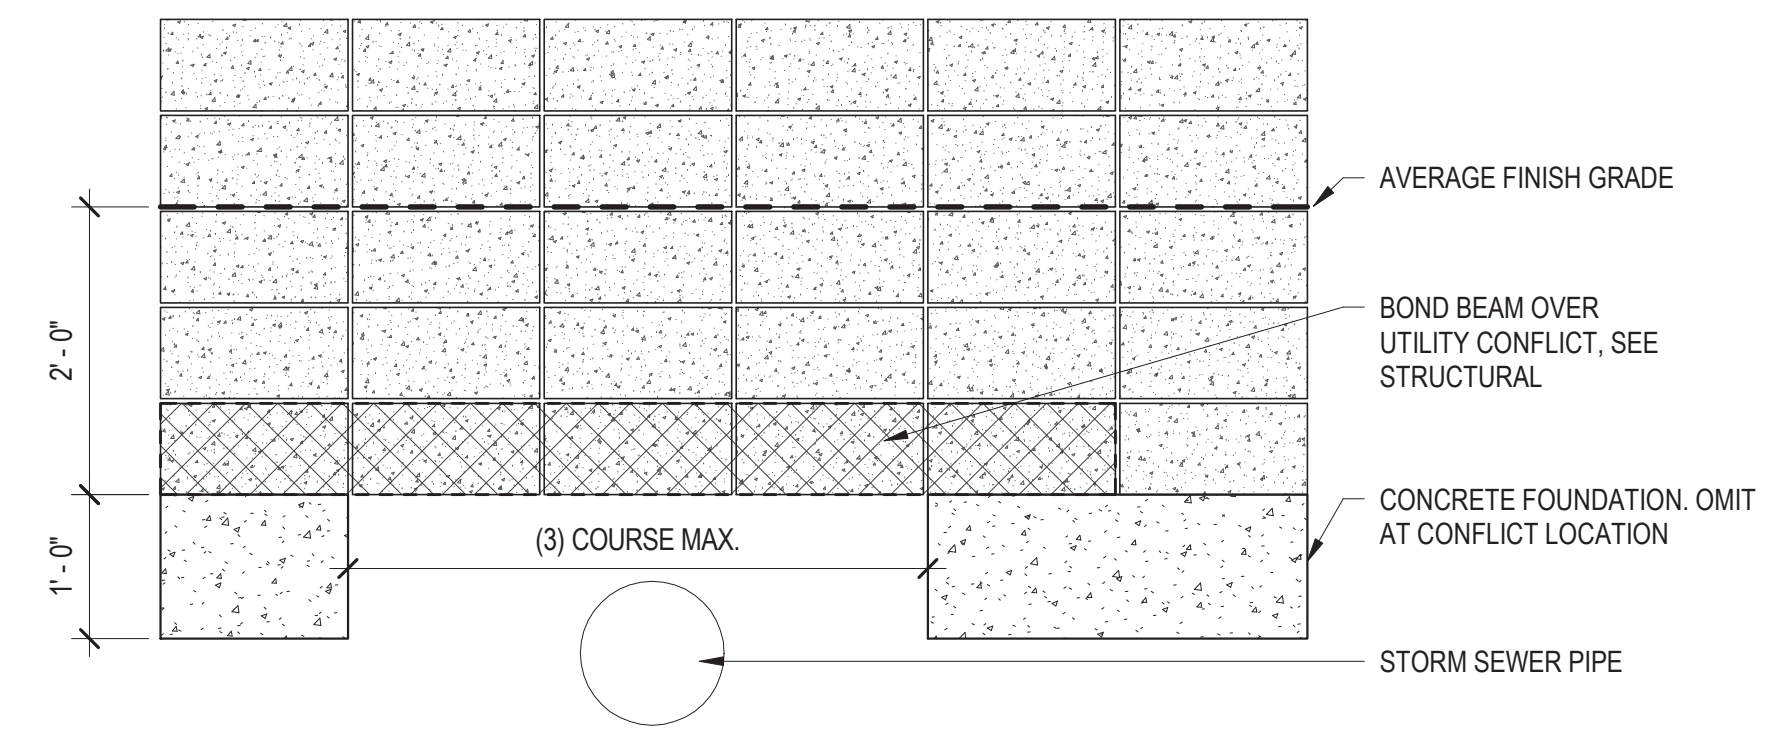 AVERAGE FINISH GRADE
2' - 0"
BOND BEAM OVER
UTILITY CONFLICT, SEE
STRUCTURAL
1' - 0"
(3) COURSE MAX.
CONCRETE FOUNDATION. OMIT
AT CONFLICT LOCATION
STORM SEWER PIPE